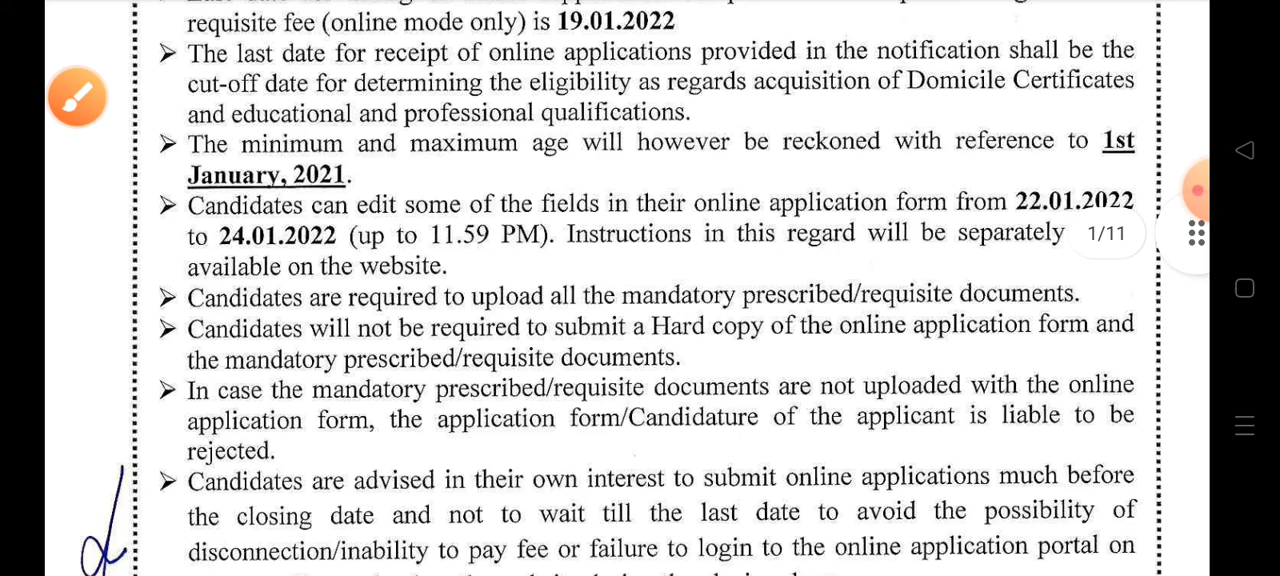 requisite fee (online mode only) is 19.01.2022
➢ The last date for receipt of online applications provided in the notification shall be the
cut-off date for determining the eligibility as regards acquisition of Domicile Certificates
and educational and professional qualifications.
➢ The minimum and maximum age will however be reckoned with reference to 1st
January, 2021.
➢ Candidates can edit some of the fields in their online application form from 22.01.2022
to 24.01.2022 (up to 11.59 PM). Instructions in this regard will be separately
1/11
available on the website.
➢ Candidates are required to upload all the mandatory prescribed/requisite documents.
➢ Candidates will not be required to submit a Hard copy of the online application form and
the mandatory prescribed/requisite documents.
➢ In case the mandatory prescribed/requisite documents are not uploaded with the online
application form, the application form/Candidature of the applicant is liable to be
rejected.
➢ Candidates are advised in their own interest to submit online applications much before
the closing date and not to wait till the last date to avoid the possibility of
disconnection/inability to pay fee or failure to login to the online application portal on